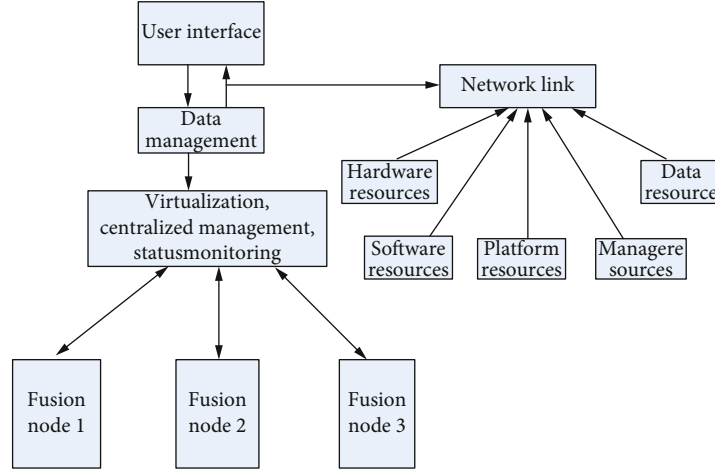 User interface
Network link
Data
management
Hardware
resources
Data
resource
Virtualization,
centralized management,
statusmonitoring
Software
resources
Platform
resources
Managere
sources
Fusion
node 1
Fusion
node 2
Fusion
node 3